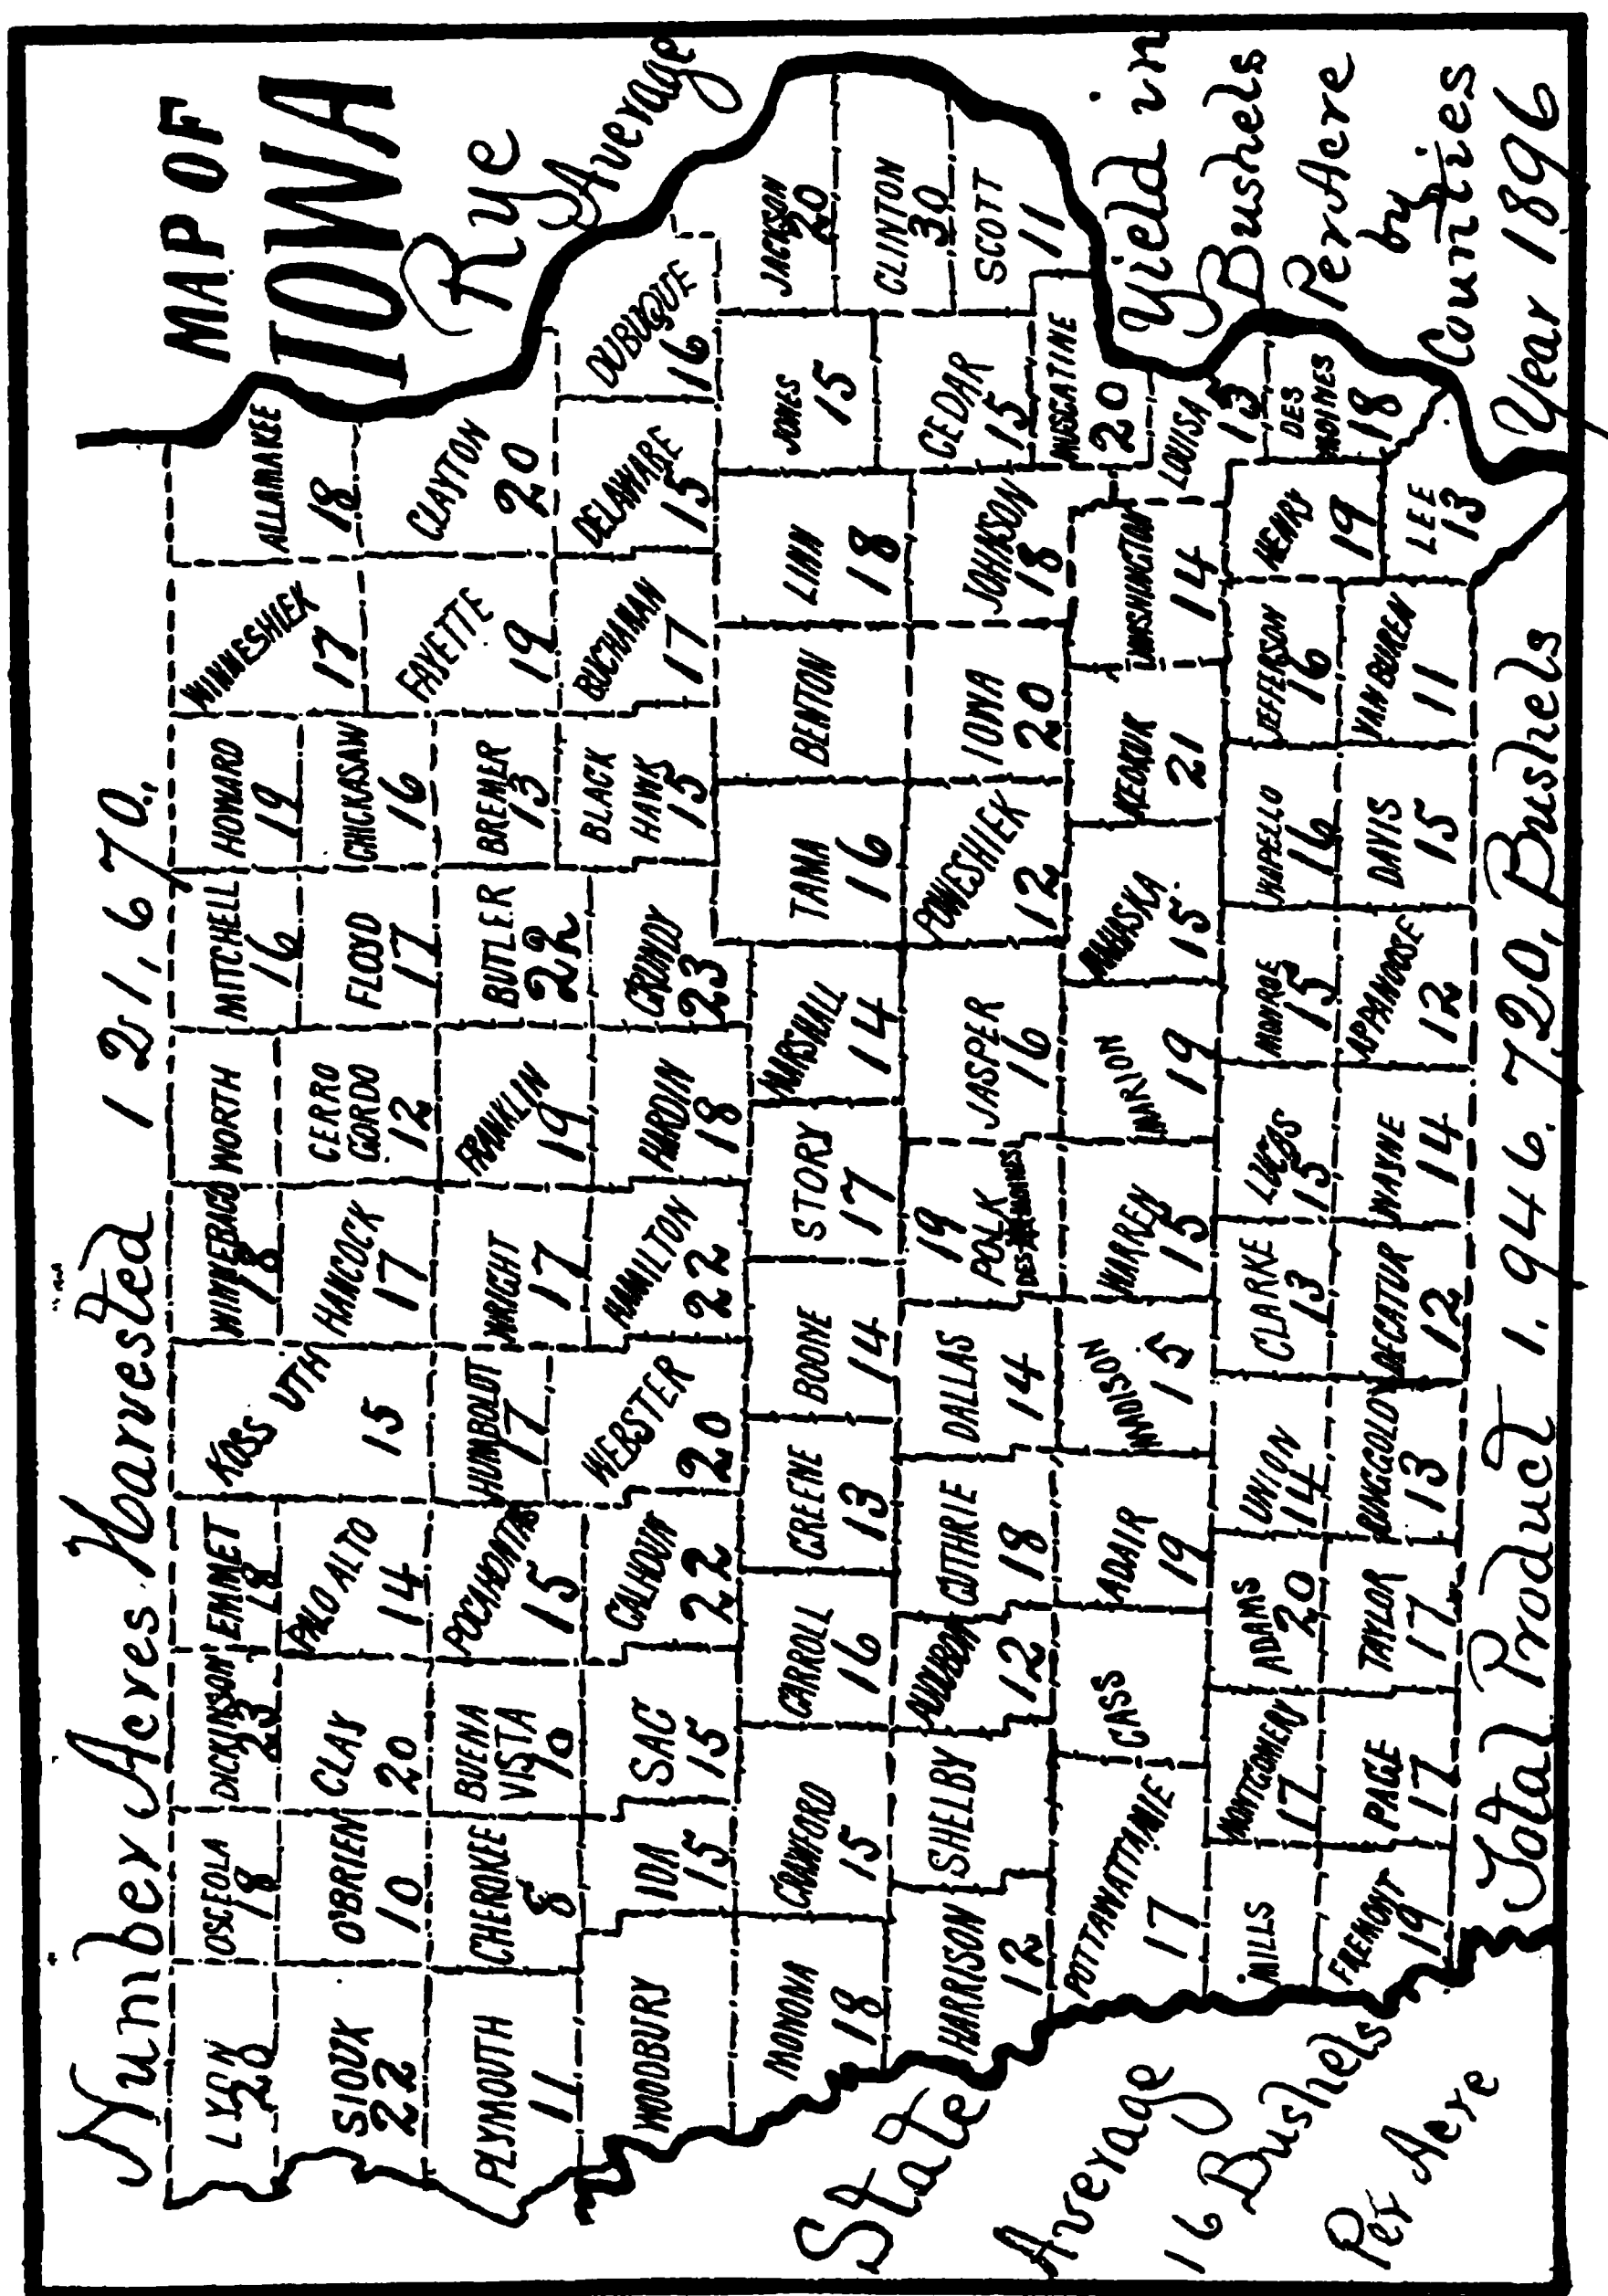 Number Acres Harvested 121,670.
MAP OF
IOWA
Rye
Average
Yield in
Bushels
Per Acre
by
Counties
Year 1896
LYON
20
OSCEOLA
18
DICKINSON
23
EMMET
18
KOSSUTH
15
WINNEBAGO
18
WORTH
MITCHELL
16
HOWARD
19
WINNESHIEK
17
ALLAMAKEE
18
SIOUX
22
O'BRIEN
10
CLAY
20
PALO ALTO
14
HANCOCK
17
CERRO
GORDO
12
FLOYD
17
CHICKASAW
16
FAYETTE
19
CLAYTON
20
PLYMOUTH
11
CHEROKEE
8
BUENA
VISTA
10
POCAHONTAS
15
HUMBOLDT
17
WRIGHT
17
FRANKLIN
19
BUTLER
22
BREMER
13
WOODBURY
IDA
15
SAC
15
CALHOUN
22
WEBSTER
20
HAMILTON
22
HARDIN
18
GRUNDY
23
BLACK
HAWK
15
BUCHANAN
17
DELAWARE
15
DUBUQUE
16
MONONA
18
CRAWFORD
15
CARROLL
16
GREENE
13
BOONE
14
STORY
17
MARSHALL
14
TAMA
16
BENTON
LINN
18
JONES
15
JACKSON
20
CLINTON
30
HARRISON
12
SHELBY
AUDUBON
12
GUTHRIE
18
DALLAS
14
19
POLK
DES MOINES
JASPER
16
POWESHIEK
12
IOWA
20
JOHNSON
18
CEDAR
15
SCOTT
11
MUSCATINE
20
POTTAWATTAMIE
17
CASS
ADAIR
19
MADISON
15
WARREN
15
MARION
19
MAHASKA
15
KEOKUK
21
WASHINGTON
14
LOUISA
13
MILLS
MONTGOMERY
17
ADAMS
20
UNION
14
CLARKE
13
LUCAS
15
MONROE
15
WAPELLO
16
JEFFERSON
16
HENRY
19
DES
MOINES
18
FREMONT
19
PAGE
17
TAYLOR
17
RINGGOLD
13
DECATUR
12
WAYNE
14
APPANOOSE
12
DAVIS
15
VAN BUREN
11
LEE
13
State
Average
16 Bushels
Per Acre
Total Product 1.946.720, Bushels